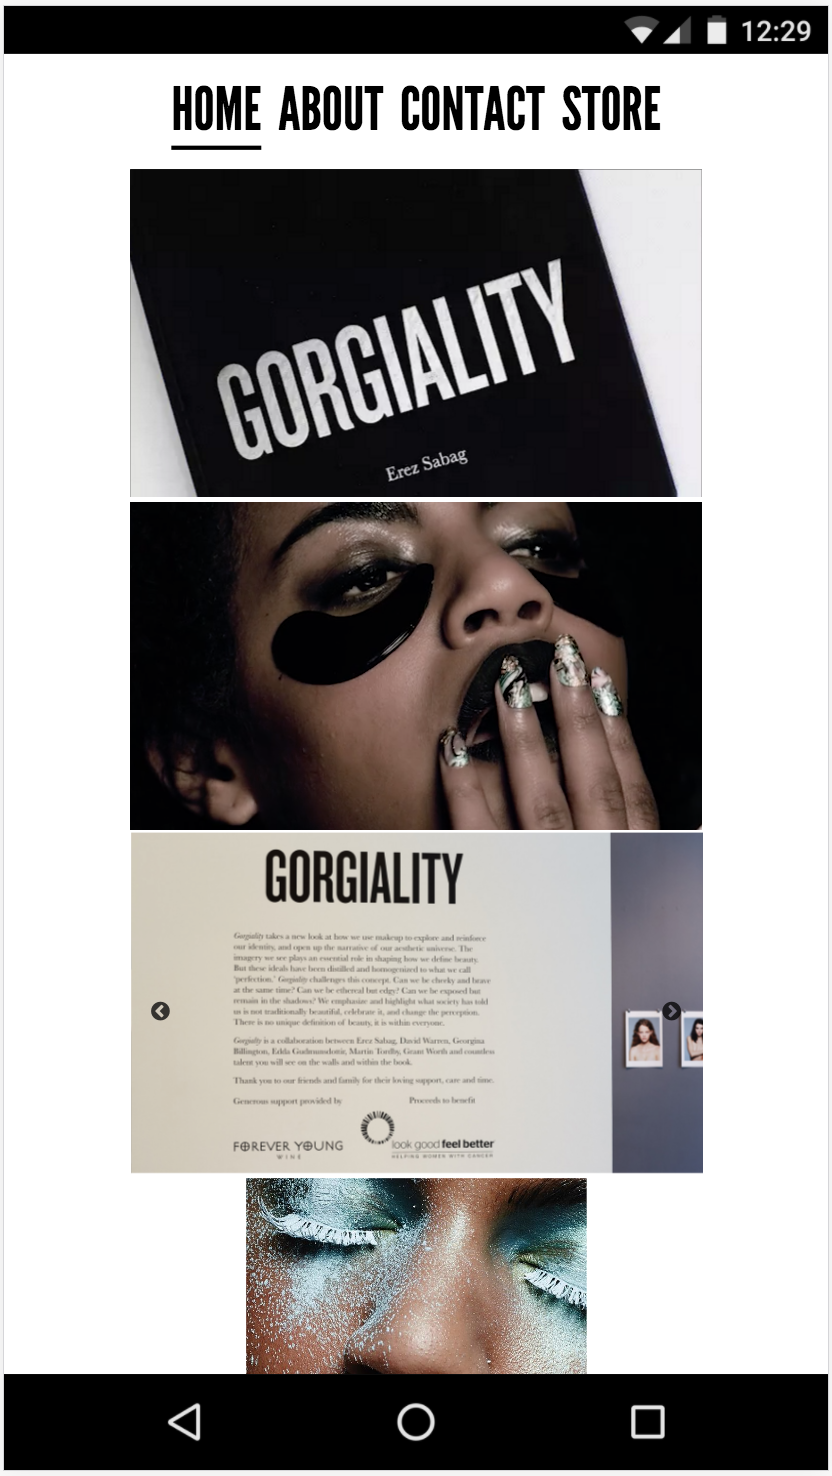 12:29
HOME ABOUT CONTACT STORE
GORGIALITY
Erez Sabag
GORGIALITY
Gorgiality takes a new look at how we use makeup to explore and reinforce
our identity, and open up the narrative of our aesthetic universe. The
imagery we see plays an essential role in shaping how we define beauty.
But these ideals have been distilled and homogenized to what we call
'perfection.' Gorgiality challenges this concept. Can we be cheeky and brave
at the same time? Can we be ethereal but edgy? Can we be exposed but
remain in the shadows? We emphasize and highlight what society has told
us is not traditionally beautiful, celebrate it, and change the perception.
There is no unique definition of beauty, it is within everyone.
Gorgiality is a collaboration between Erez Sabag, David Warren, Georgina
Billington, Edda Gudmundsdottir, Martin Tordby, Grant Worth and countless
talent you will see on the walls and within the book.
Thank you to our friends and family for their loving support, care and time.
Generous support provided by Proceeds to benefit
FOREVER YOUNG
WINE
look good feel better
HELPING WOMEN WITH CANCER